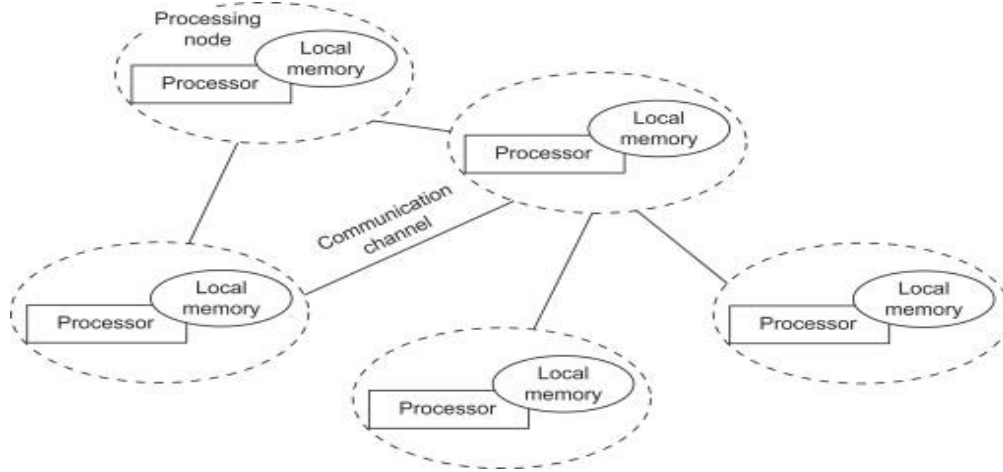 Processing
node
Local
memory
Processor
Local
memory
Processor
Communication
channel
Local
memory
Processor
Local
memory
Processor
Local
memory
Processor